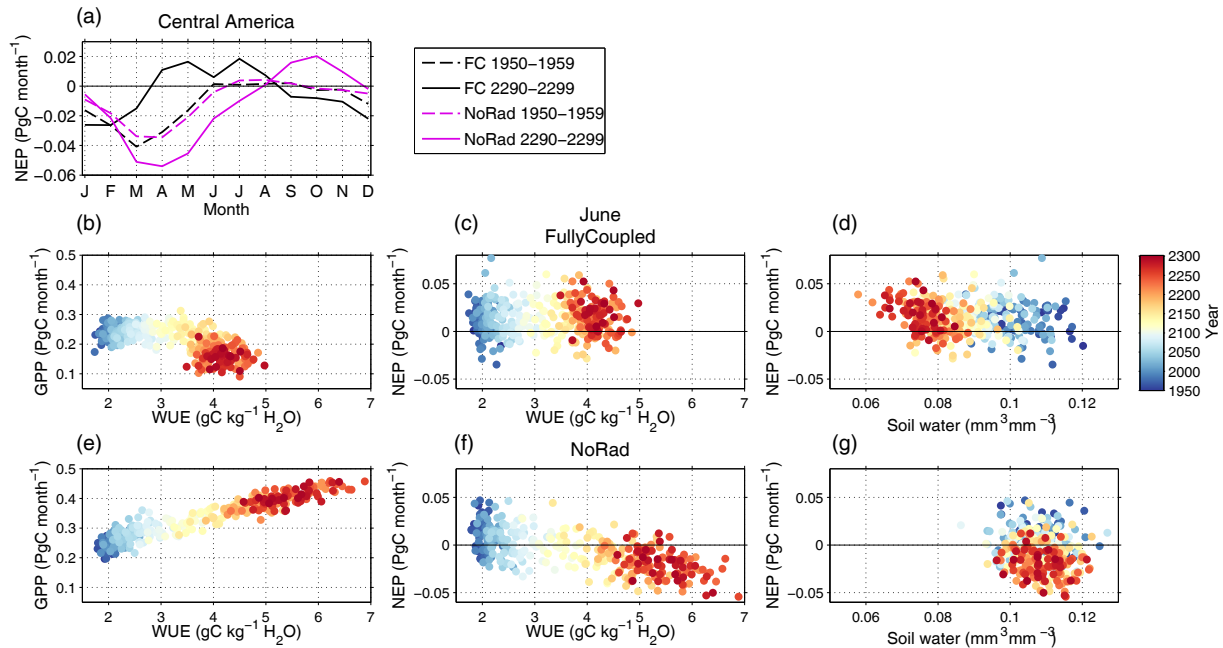 (a)
Central America
NEP (PgC month⁻¹)
0.02
0
−0.02
−0.04
−0.06
J F M A M J J A S O N D
Month
FC 1950−1959
FC 2290−2299
NoRad 1950−1959
NoRad 2290−2299
June
FullyCoupled
(b)
GPP (PgC month⁻¹)
0.5
0.4
0.3
0.2
0.1
2 3 4 5 6 7
WUE (gC kg⁻¹ H₂O)
(c)
NEP (PgC month⁻¹)
0.05
0
−0.05
2 3 4 5 6 7
WUE (gC kg⁻¹ H₂O)
(d)
NEP (PgC month⁻¹)
0.05
0
−0.05
0.06 0.08 0.1 0.12
Soil water (mm³mm⁻³)
2300
2250
2200
2150
2100
2050
2000
1950
Year
NoRad
(e)
GPP (PgC month⁻¹)
0.5
0.4
0.3
0.2
0.1
2 3 4 5 6 7
WUE (gC kg⁻¹ H₂O)
(f)
NEP (PgC month⁻¹)
0.05
0
−0.05
2 3 4 5 6 7
WUE (gC kg⁻¹ H₂O)
(g)
NEP (PgC month⁻¹)
0.05
0
−0.05
0.06 0.08 0.1 0.12
Soil water (mm³mm⁻³)